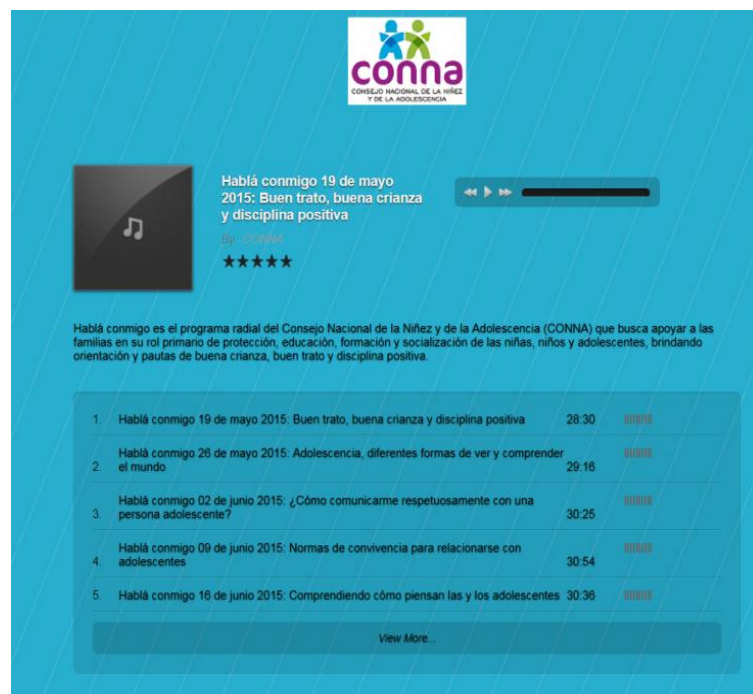 conna
CONSEJO NACIONAL DE LA NIÑEZ
Y DE LA ADOLESCENCIA
Hablá conmigo 19 de mayo
2015: Buen trato, buena crianza
y disciplina positiva
By CONNA
Hablá conmigo es el programa radial del Consejo Nacional de la Niñez y de la Adolescencia (CONNA) que busca apoyar a las
familias en su rol primario de protección, educación, formación y socialización de las niñas, niños y adolescentes, brindando
orientación y pautas de buena crianza, buen trato y disciplina positiva.
1. Hablá conmigo 19 de mayo 2015: Buen trato, buena crianza y disciplina positiva 28:30
Hablá conmigo 26 de mayo 2015: Adolescencia, diferentes formas de ver y comprender
2. el mundo 29:16
Hablá conmigo 02 de junio 2015: ¿Cómo comunicarme respetuosamente con una
3. persona adolescente? 30:25
Hablá conmigo 09 de junio 2015: Normas de convivencia para relacionarse con
4. adolescentes 30:54
5. Hablá conmigo 16 de junio 2015: Comprendiendo cómo piensan las y los adolescentes 30:36
View More...